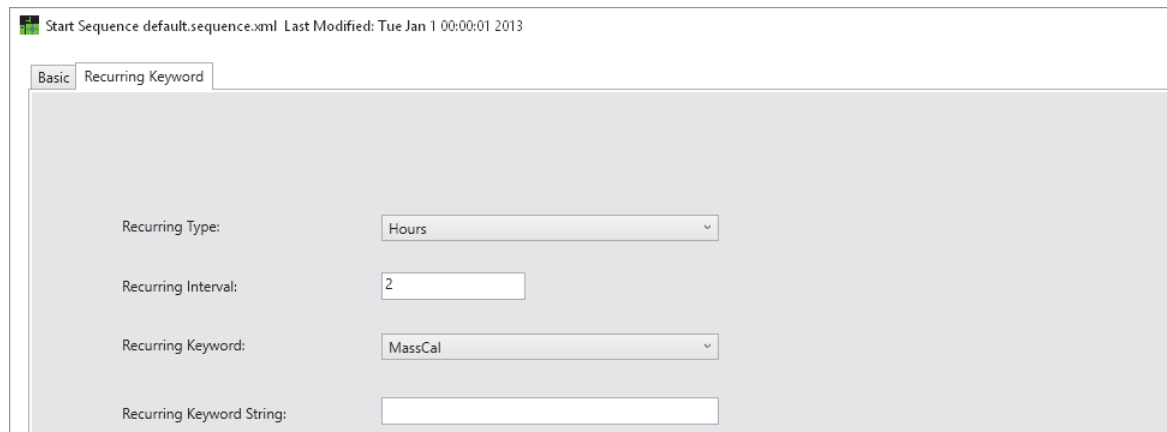 Start Sequence default.sequence.xml Last Modified: Tue Jan 1 00:00:01 2013
Basic Recurring Keyword
Recurring Type: Hours
Recurring Interval: 2
Recurring Keyword: MassCal
Recurring Keyword String: